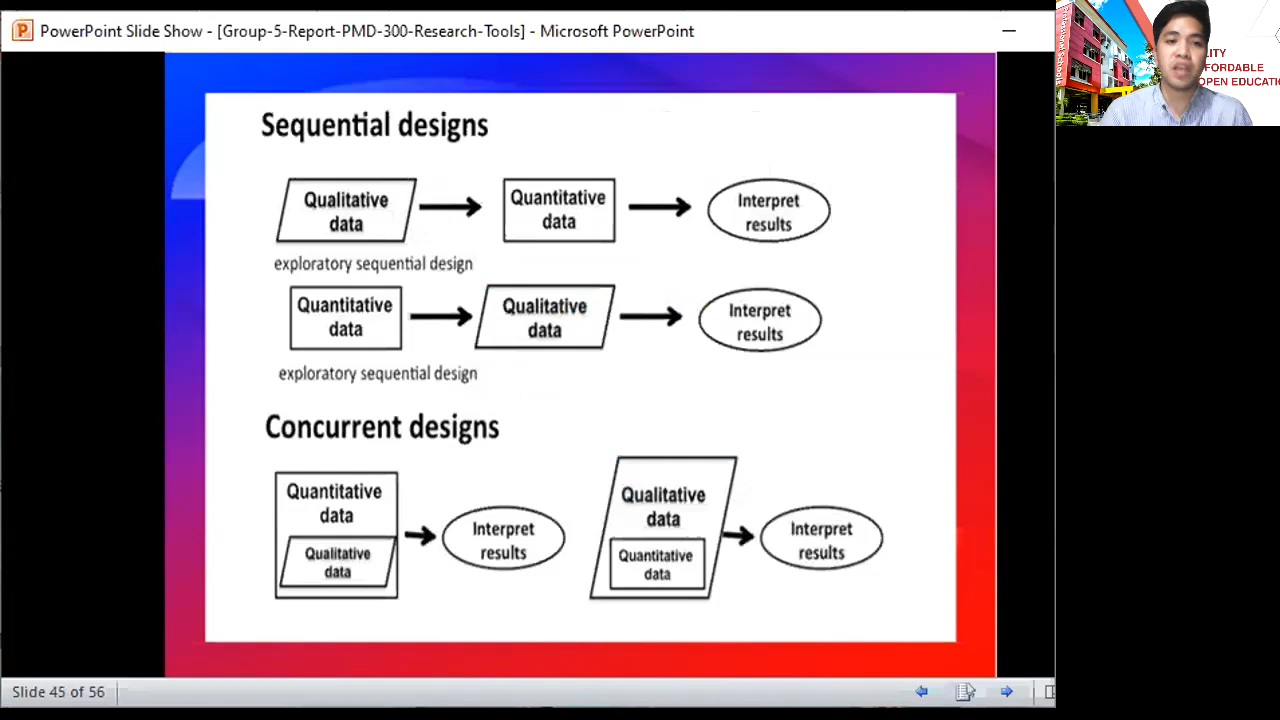 PowerPoint Slide Show - [Group-5-Report-PMD-300-Research-Tools] - Microsoft PowerPoint
LITY
FFORDABLE
OPEN EDUCATI
Sequential designs
Qualitative
data
Quantitative
data
Interpret
results
exploratory sequential design
Quantitative
data
Qualitative
data
Interpret
results
exploratory sequential design
Concurrent designs
Quantitative
data
Qualitative
data
Interpret
results
Qualitative
data
Quantitative
data
Interpret
results
Slide 45 of 56